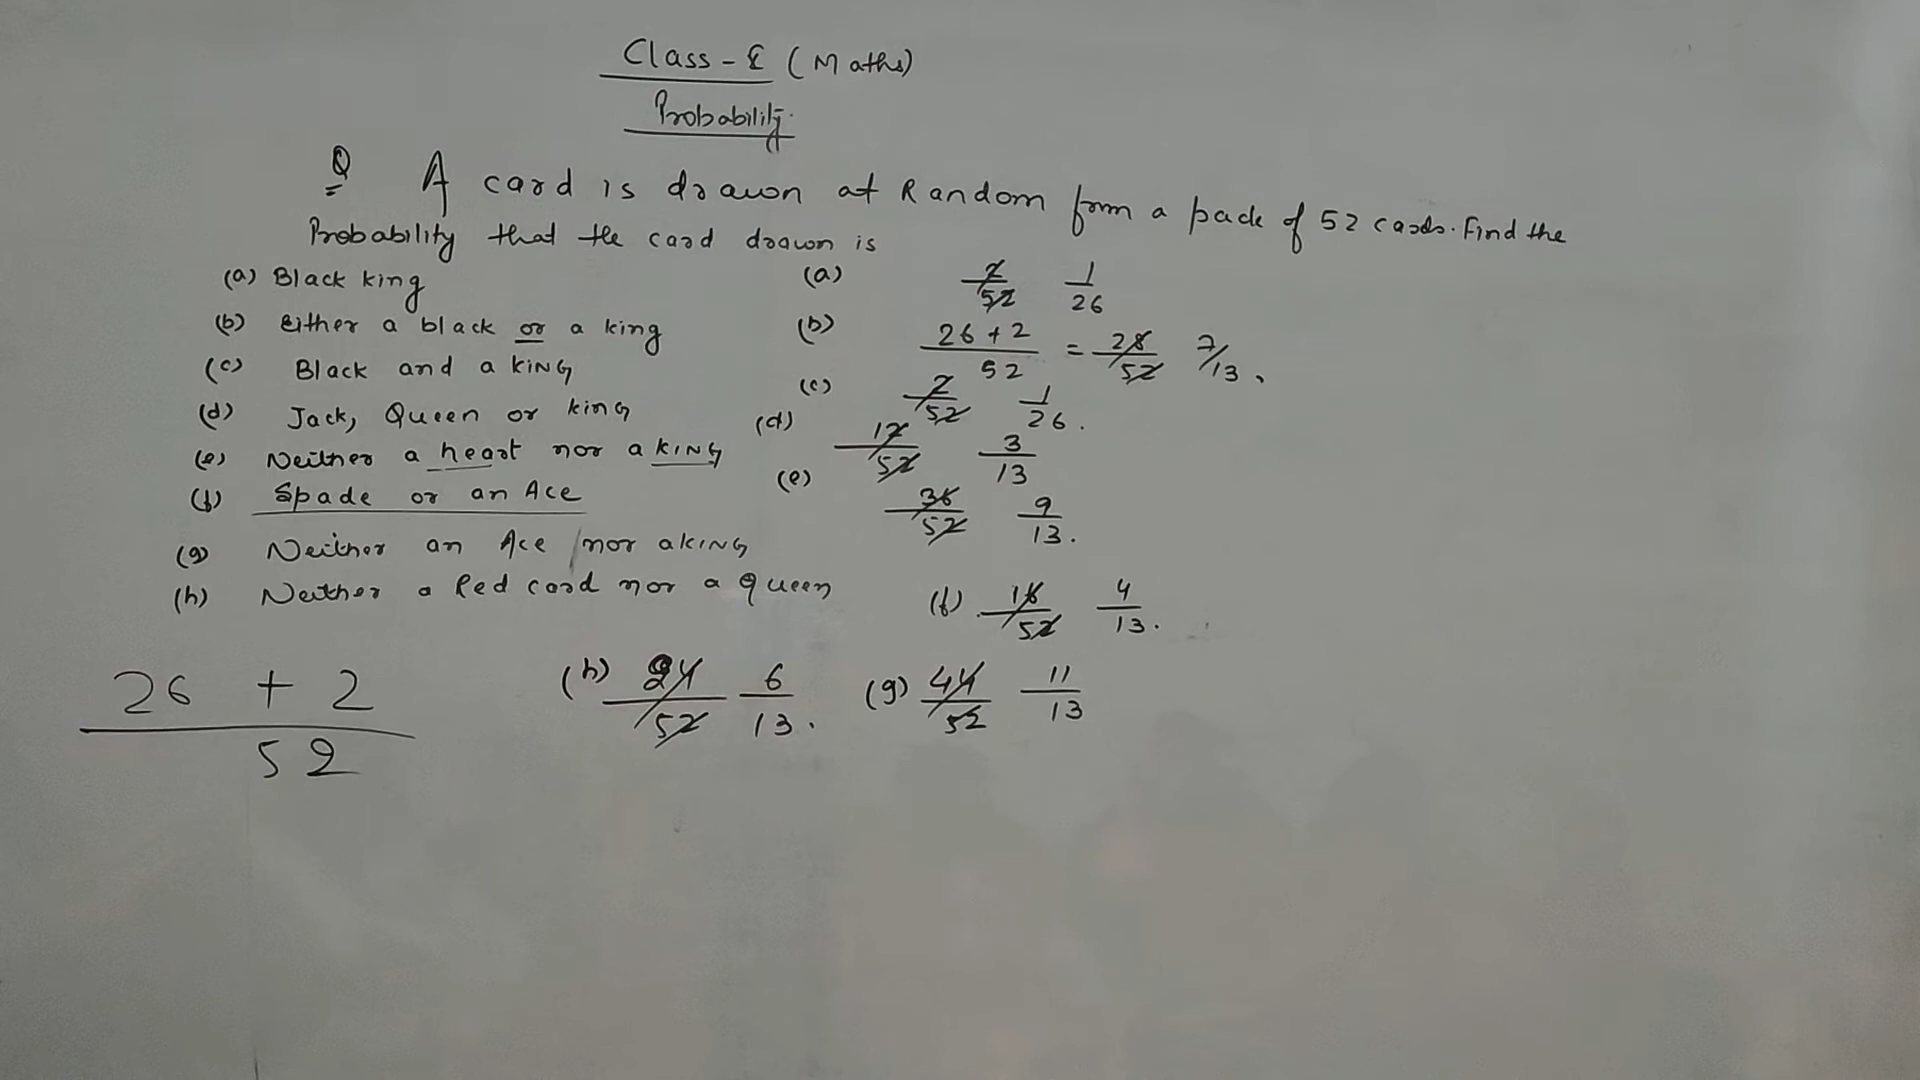 Class - E (Maths)
Probability.
Q A card is drawn at Random from a pack of 52 cards. Find the
Probability that the card drawn is
(a) Black king
(b) Either a black or a king
(c) Black and a KING
(d) Jack, Queen or king
(e) Neither a heart nor a KING
(f) Spade or an Ace
(g) Neither an Ace nor a KING
(h) Neither a Red card nor a queen
(a) 2/52 1/26
(b) 26 + 2/52 = 28/52 7/13
(c) 2/52 1/26.
(d) 12/52 3/13
(e) 36/52 9/13.
(f) 16/52 4/13.
(h) 24/52 6/13.
(g) 44/52 11/13
26 + 2
52